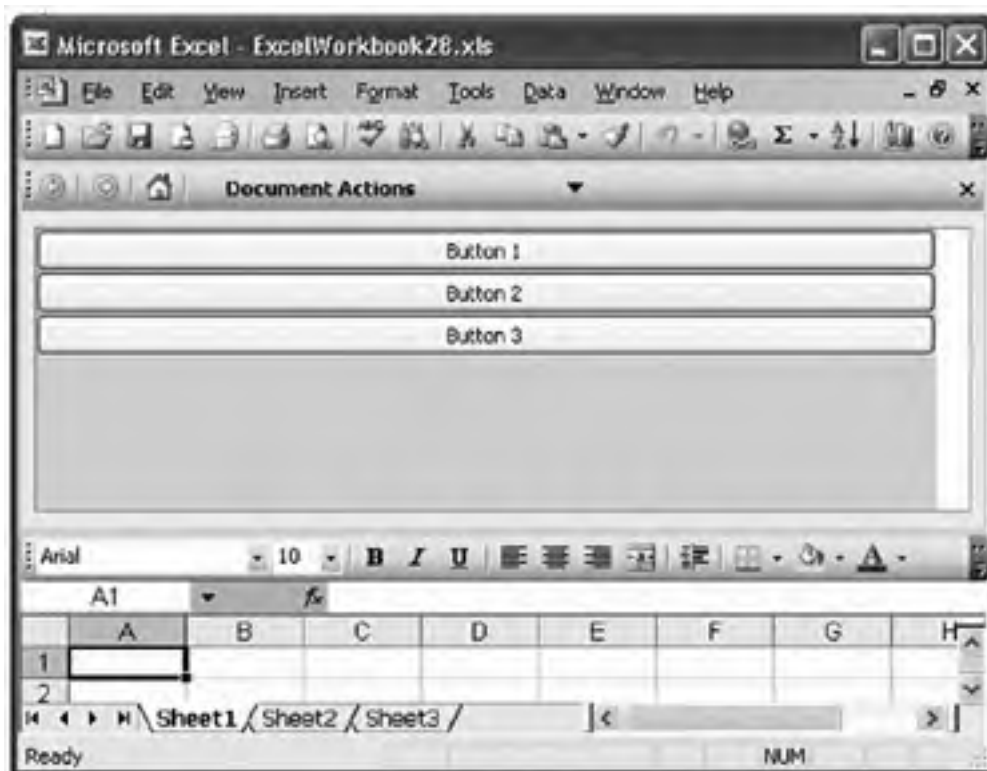 Microsoft Excel - ExcelWorkbook28.xls
File Edit View Insert Format Tools Data Window Help
Document Actions
Button 1
Button 2
Button 3
Arial 10 B I U A
A1 fx
A B C D E F G H
1
2
Sheet1 Sheet2 Sheet3
Ready NUM